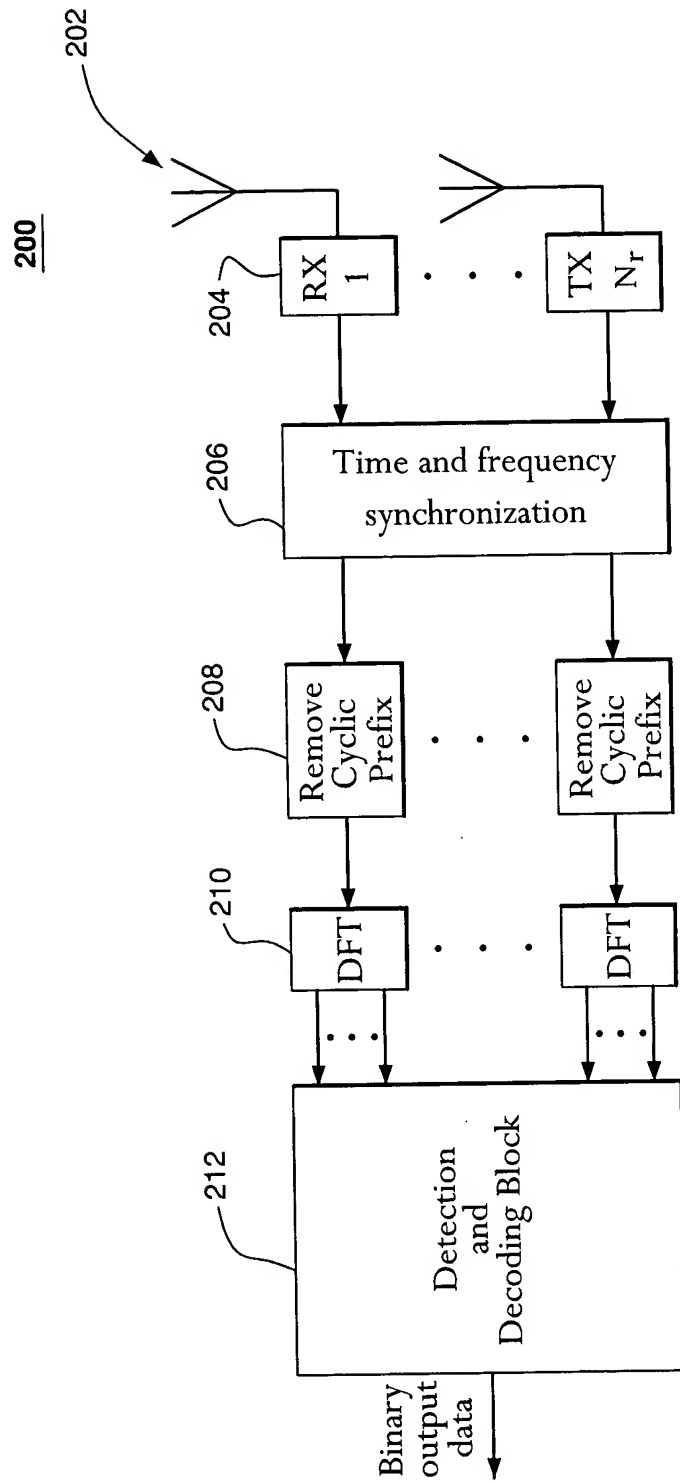 200
202
204
RX
1
TX
N_r
206
Time and frequency
synchronization
208
Remove
Cyclic
Prefix
Remove
Cyclic
Prefix
210
DFT
DFT
212
Detection
and
Decoding Block
Binary
output
data